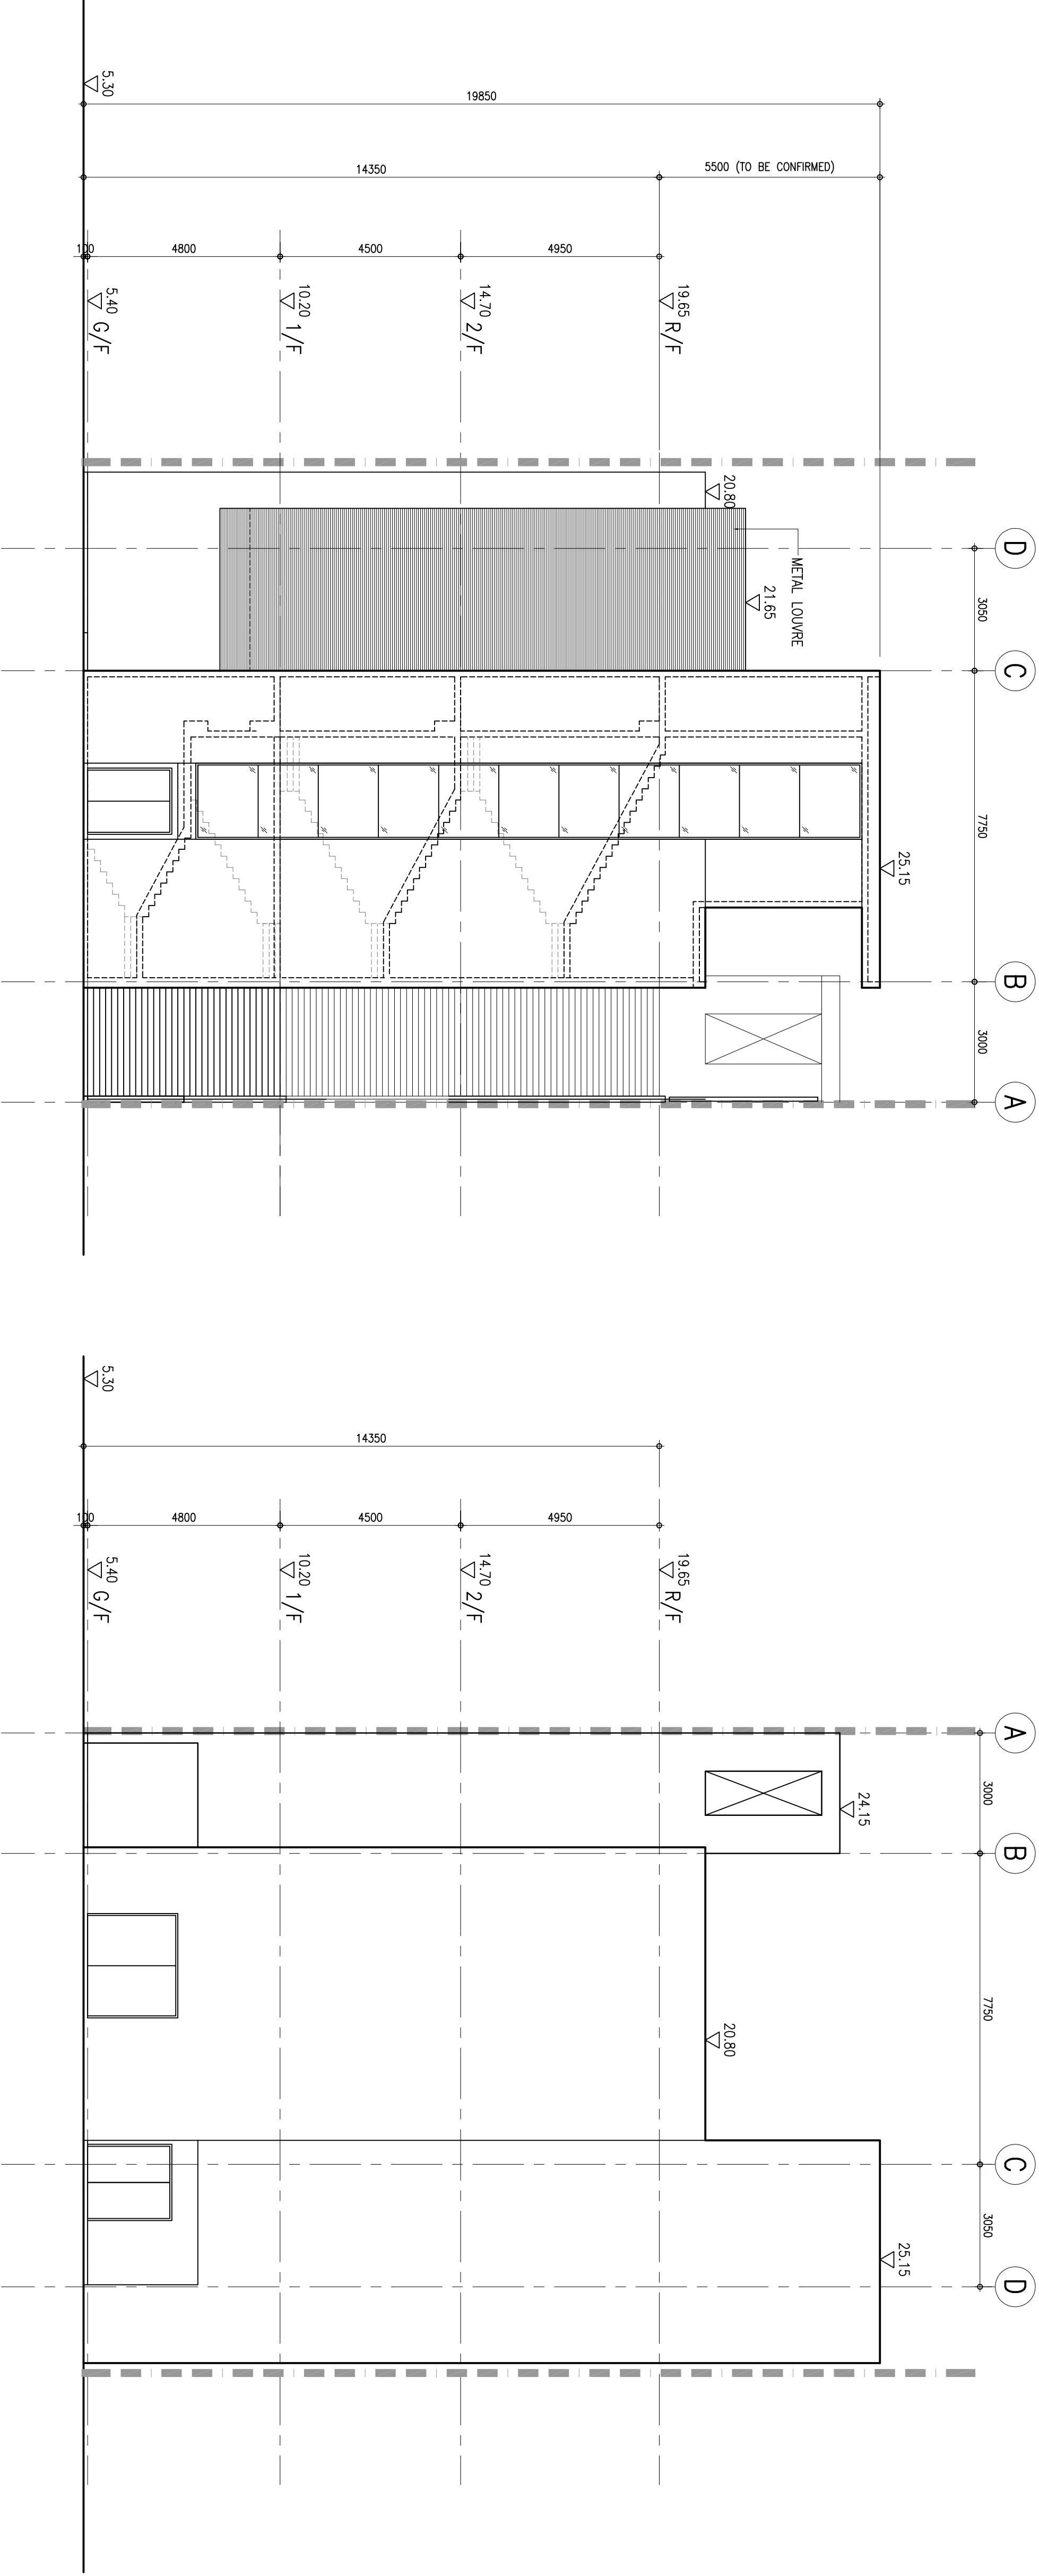 5.30
19850
14350
5500 (TO BE CONFIRMED)
100
4800
4500
4950
5.40
G/F
10.20
1/F
14.70
2/F
19.65
R/F
20.80
METAL LOUVRE
21.65
25.15
D
3050
C
7750
B
3000
A
5.30
14350
100
4800
4500
4950
5.40
G/F
10.20
1/F
14.70
2/F
19.65
R/F
A
3000
B
7750
C
3050
D
24.15
20.80
25.15